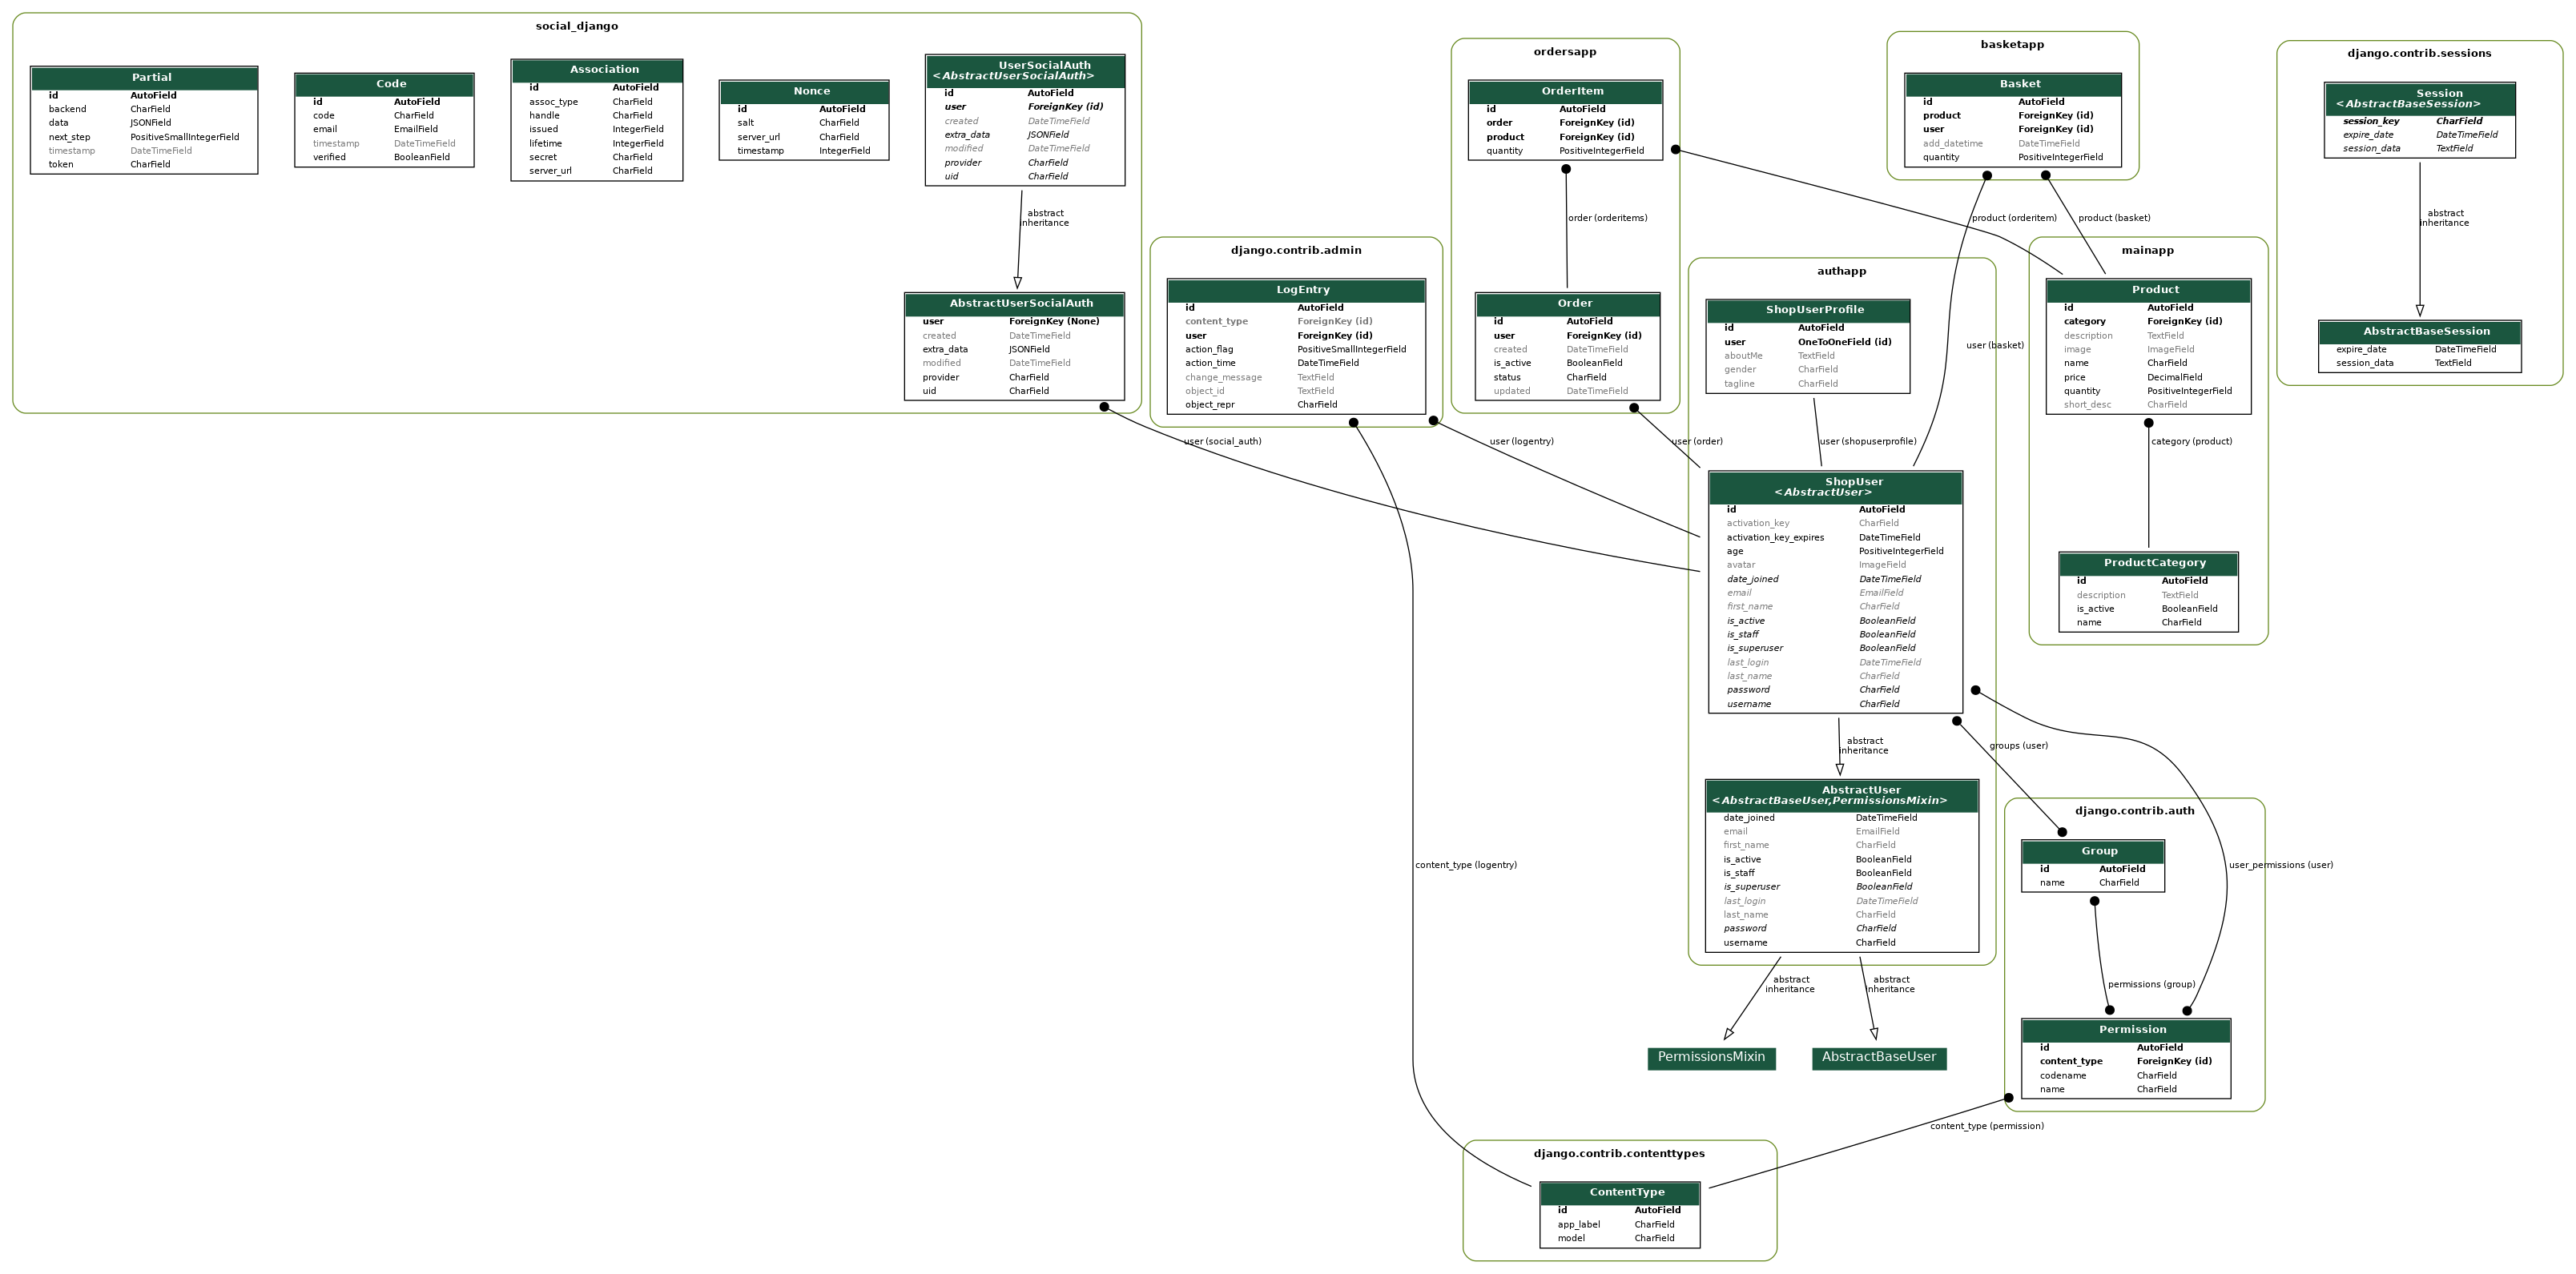 social_django
Partial
id AutoField
backend CharField
data JSONField
next_step PositiveSmallIntegerField
timestamp DateTimeField
token CharField
Code
id AutoField
code CharField
email EmailField
timestamp DateTimeField
verified BooleanField
Association
id AutoField
assoc_type CharField
handle CharField
issued IntegerField
lifetime IntegerField
secret CharField
server_url CharField
Nonce
id AutoField
salt CharField
server_url CharField
timestamp IntegerField
UserSocialAuth
<AbstractUserSocialAuth>
id AutoField
user ForeignKey (id)
created DateTimeField
extra_data JSONField
modified DateTimeField
provider CharField
uid CharField
abstract
inheritance
AbstractUserSocialAuth
user ForeignKey (None)
created DateTimeField
extra_data JSONField
modified DateTimeField
provider CharField
uid CharField
user (social_auth)
django.contrib.admin
LogEntry
id AutoField
content_type ForeignKey (id)
user ForeignKey (id)
action_flag PositiveSmallIntegerField
action_time DateTimeField
change_message TextField
object_id TextField
object_repr CharField
user (logentry)
content_type (logentry)
ordersapp
OrderItem
id AutoField
order ForeignKey (id)
product ForeignKey (id)
quantity PositiveIntegerField
order (orderitems)
product (orderitem)
Order
id AutoField
user ForeignKey (id)
created DateTimeField
is_active BooleanField
status CharField
updated DateTimeField
user (order)
basketapp
Basket
id AutoField
product ForeignKey (id)
user ForeignKey (id)
add_datetime DateTimeField
quantity PositiveIntegerField
product (basket)
user (basket)
authapp
ShopUserProfile
id AutoField
user OneToOneField (id)
aboutMe TextField
gender CharField
tagline CharField
user (shopuserprofile)
ShopUser
<AbstractUser>
id AutoField
activation_key CharField
activation_key_expires DateTimeField
age PositiveIntegerField
avatar ImageField
date_joined DateTimeField
email EmailField
first_name CharField
is_active BooleanField
is_staff BooleanField
is_superuser BooleanField
last_login DateTimeField
last_name CharField
password CharField
username CharField
abstract
inheritance
AbstractUser
<AbstractBaseUser,PermissionsMixin>
date_joined DateTimeField
email EmailField
first_name CharField
is_active BooleanField
is_staff BooleanField
is_superuser BooleanField
last_login DateTimeField
last_name CharField
password CharField
username CharField
abstract
inheritance
abstract
inheritance
PermissionsMixin
AbstractBaseUser
mainapp
Product
id AutoField
category ForeignKey (id)
description TextField
image ImageField
name CharField
price DecimalField
quantity PositiveIntegerField
short_desc CharField
category (product)
ProductCategory
id AutoField
description TextField
is_active BooleanField
name CharField
django.contrib.sessions
Session
<AbstractBaseSession>
session_key CharField
expire_date DateTimeField
session_data TextField
abstract
inheritance
AbstractBaseSession
expire_date DateTimeField
session_data TextField
groups (user)
user_permissions (user)
django.contrib.auth
Group
id AutoField
name CharField
permissions (group)
Permission
id AutoField
content_type ForeignKey (id)
codename CharField
name CharField
content_type (permission)
django.contrib.contenttypes
ContentType
id AutoField
app_label CharField
model CharField